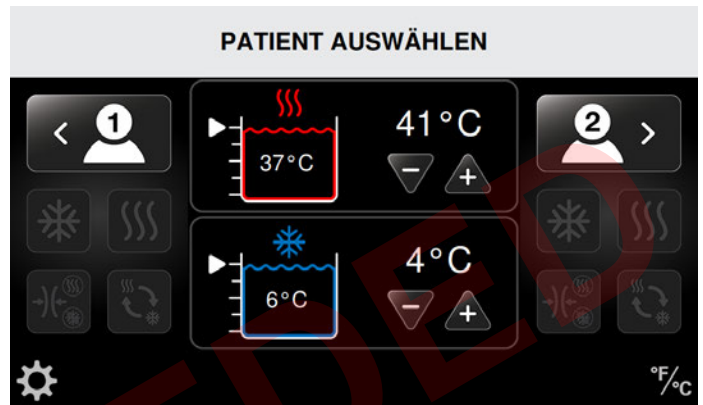 PATIENT AUSWÄHLEN
1
41°C
37°C
− +
2
4°C
6°C
− +
°F/°C